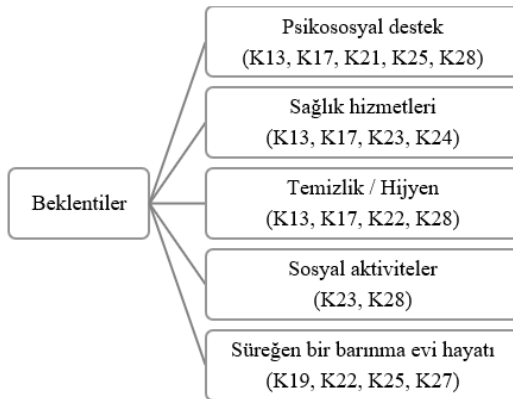 Beklentiler
Psikososyal destek
(K13, K17, K21, K25, K28)
Sağlık hizmetleri
(K13, K17, K23, K24)
Temizlik / Hijyen
(K13, K17, K22, K28)
Sosyal aktiviteler
(K23, K28)
Süreğen bir barınma evi hayatı
(K19, K22, K25, K27)